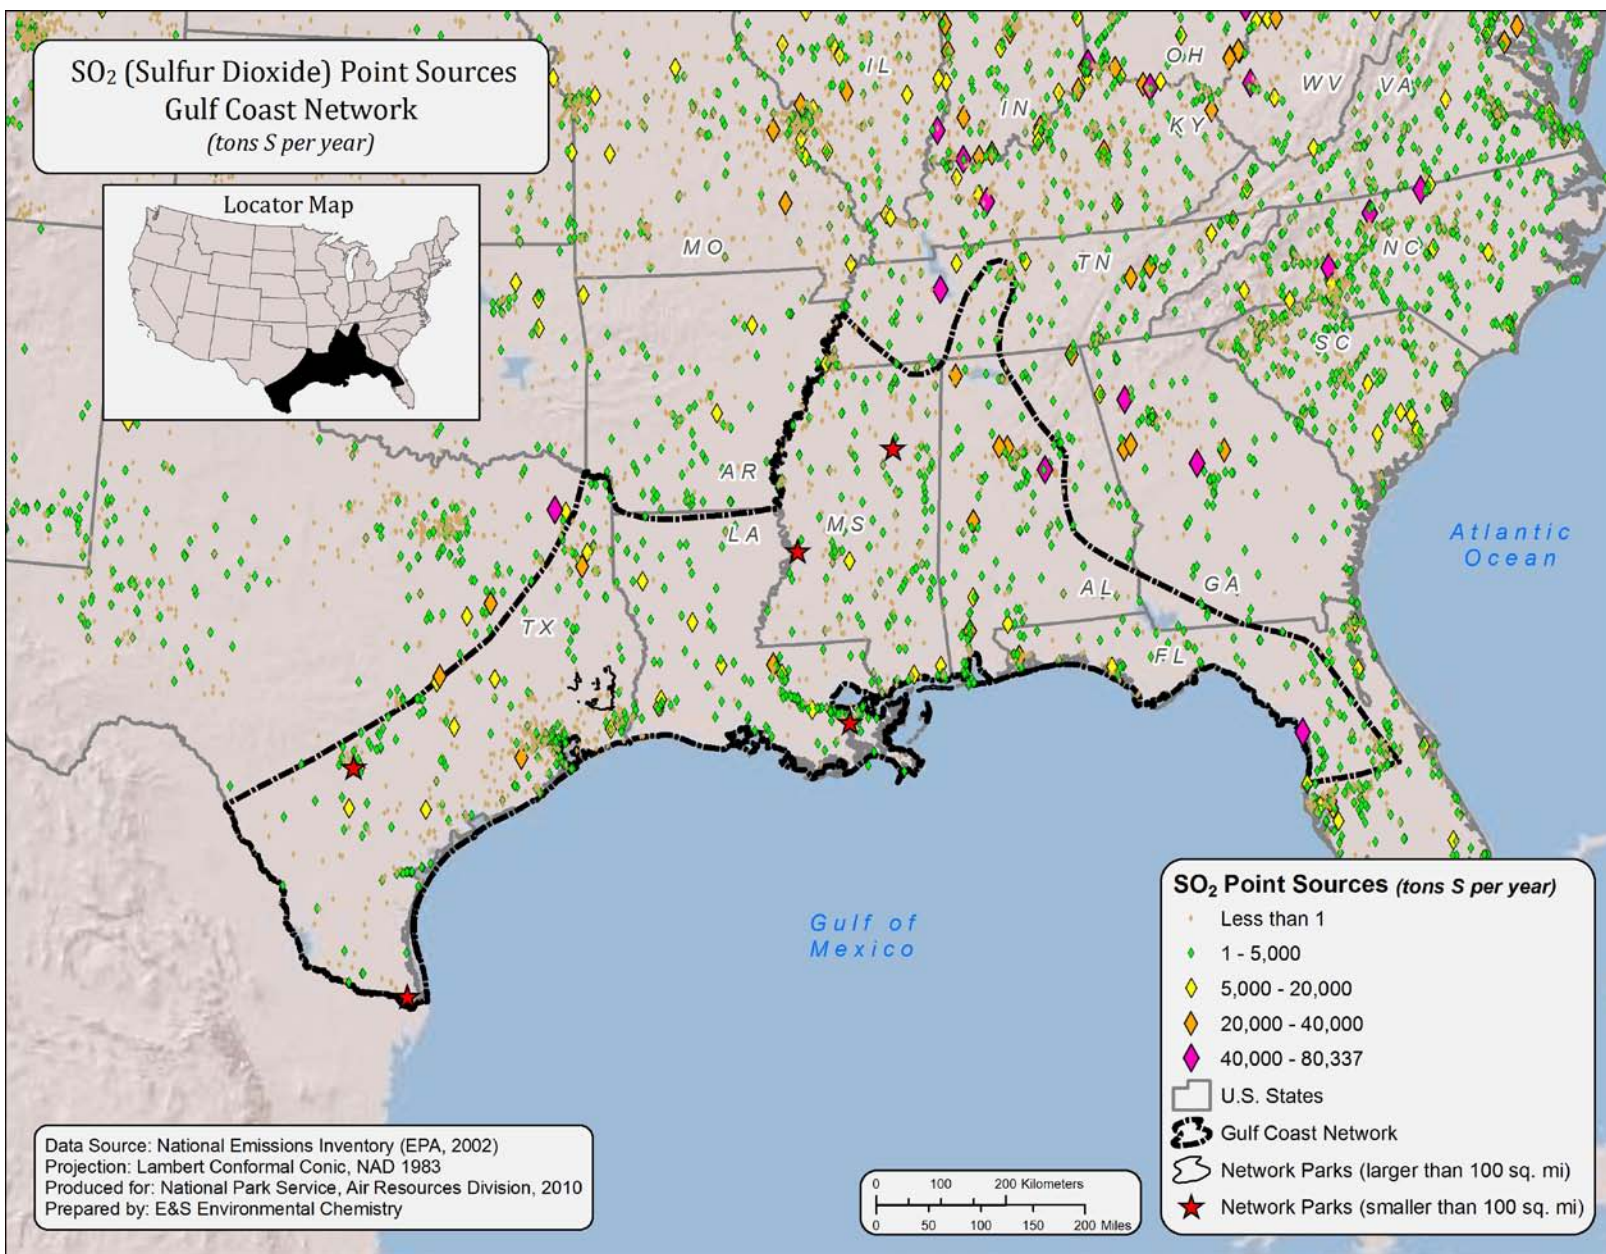 SO₂ (Sulfur Dioxide) Point Sources
Gulf Coast Network
(tons S per year)
Locator Map
IL
IN
OH
WV
VA
KY
MO
TN
NC
SC
AR
LA
MS
AL
GA
TX
FL
Atlantic
Ocean
Gulf of
Mexico
SO₂ Point Sources (tons S per year)
Less than 1
1 - 5,000
5,000 - 20,000
20,000 - 40,000
40,000 - 80,337
U.S. States
Gulf Coast Network
Network Parks (larger than 100 sq. mi)
Network Parks (smaller than 100 sq. mi)
Data Source: National Emissions Inventory (EPA, 2002)
Projection: Lambert Conformal Conic, NAD 1983
Produced for: National Park Service, Air Resources Division, 2010
Prepared by: E&S Environmental Chemistry
0 100 200 Kilometers
0 50 100 150 200 Miles